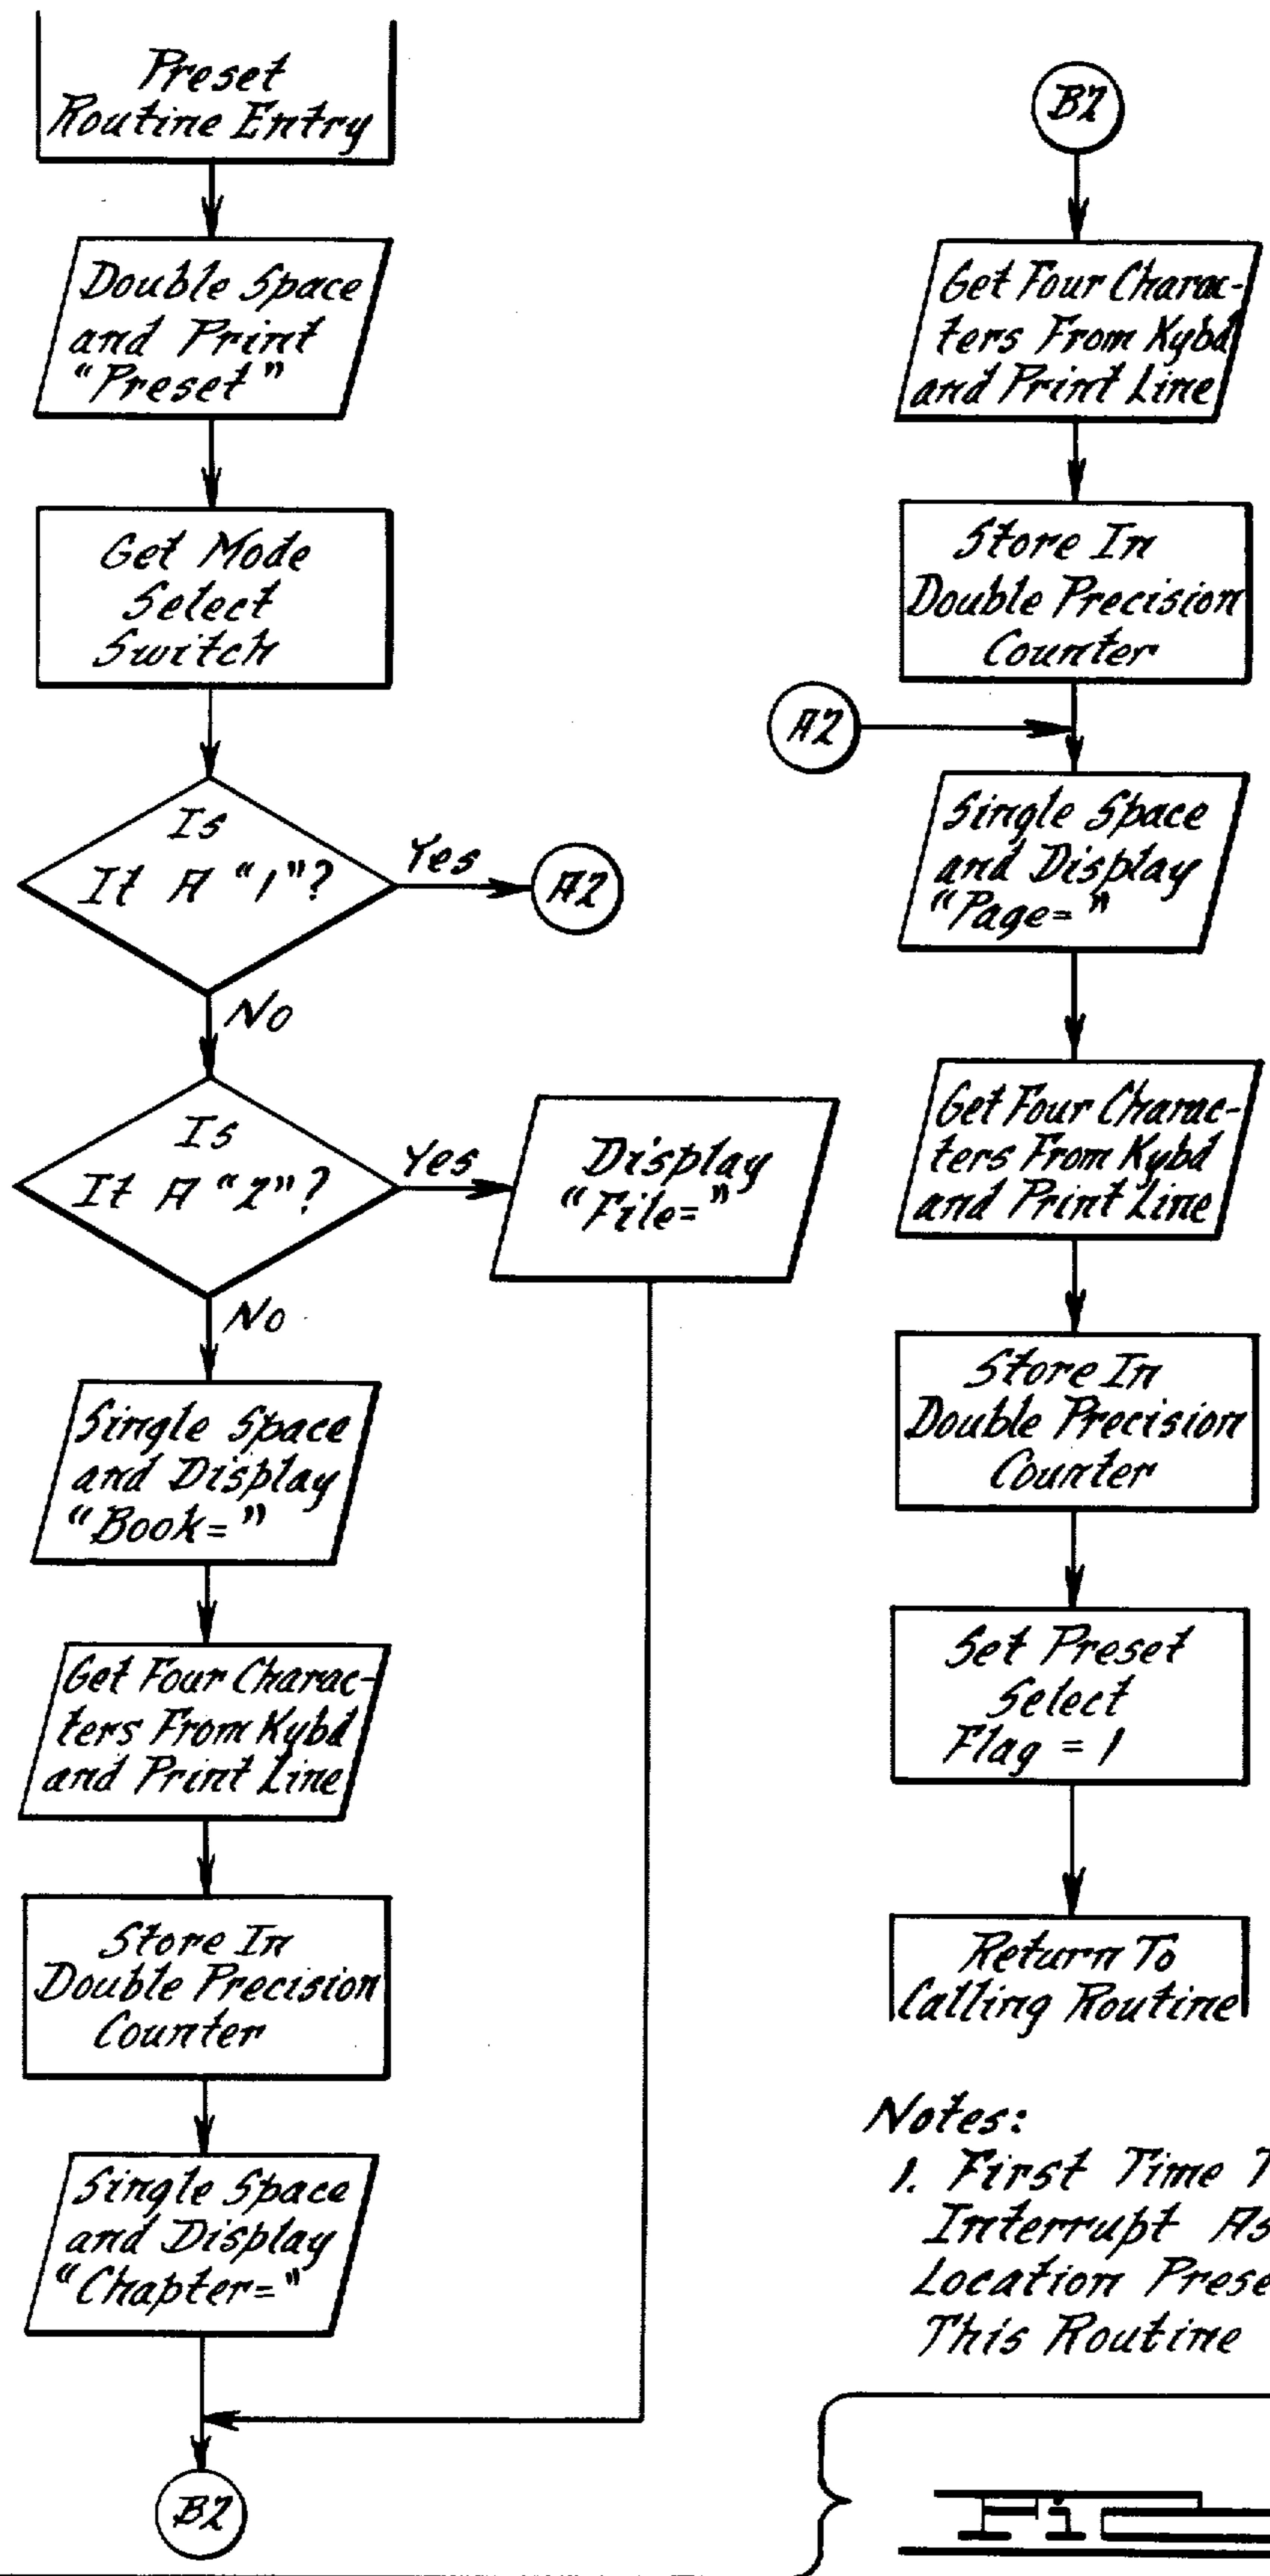 Preset
Routine Entry
Double Space
and Print
"Preset"
Get Mode
Select
Switch
Is
It A "1"?
Yes
A2
No
Is
It A "2"?
Yes
Display
"File="
No
Single Space
and Display
"Book="
Get Four Charac-
ters From Kybd
and Print Line
Store In
Double Precision
Counter
Single Space
and Display
"Chapter="
B2
B2
Get Four Charac-
ters From Kybd
and Print Line
Store In
Double Precision
Counter
A2
Single Space
and Display
"Page="
Get Four Charac-
ters From Kybd
and Print Line
Store In
Double Precision
Counter
Set Preset
Select
Flag = 1
Return To
Calling Routine
Notes:
1. First Time
Interrupt As
Location Prese
This Routine